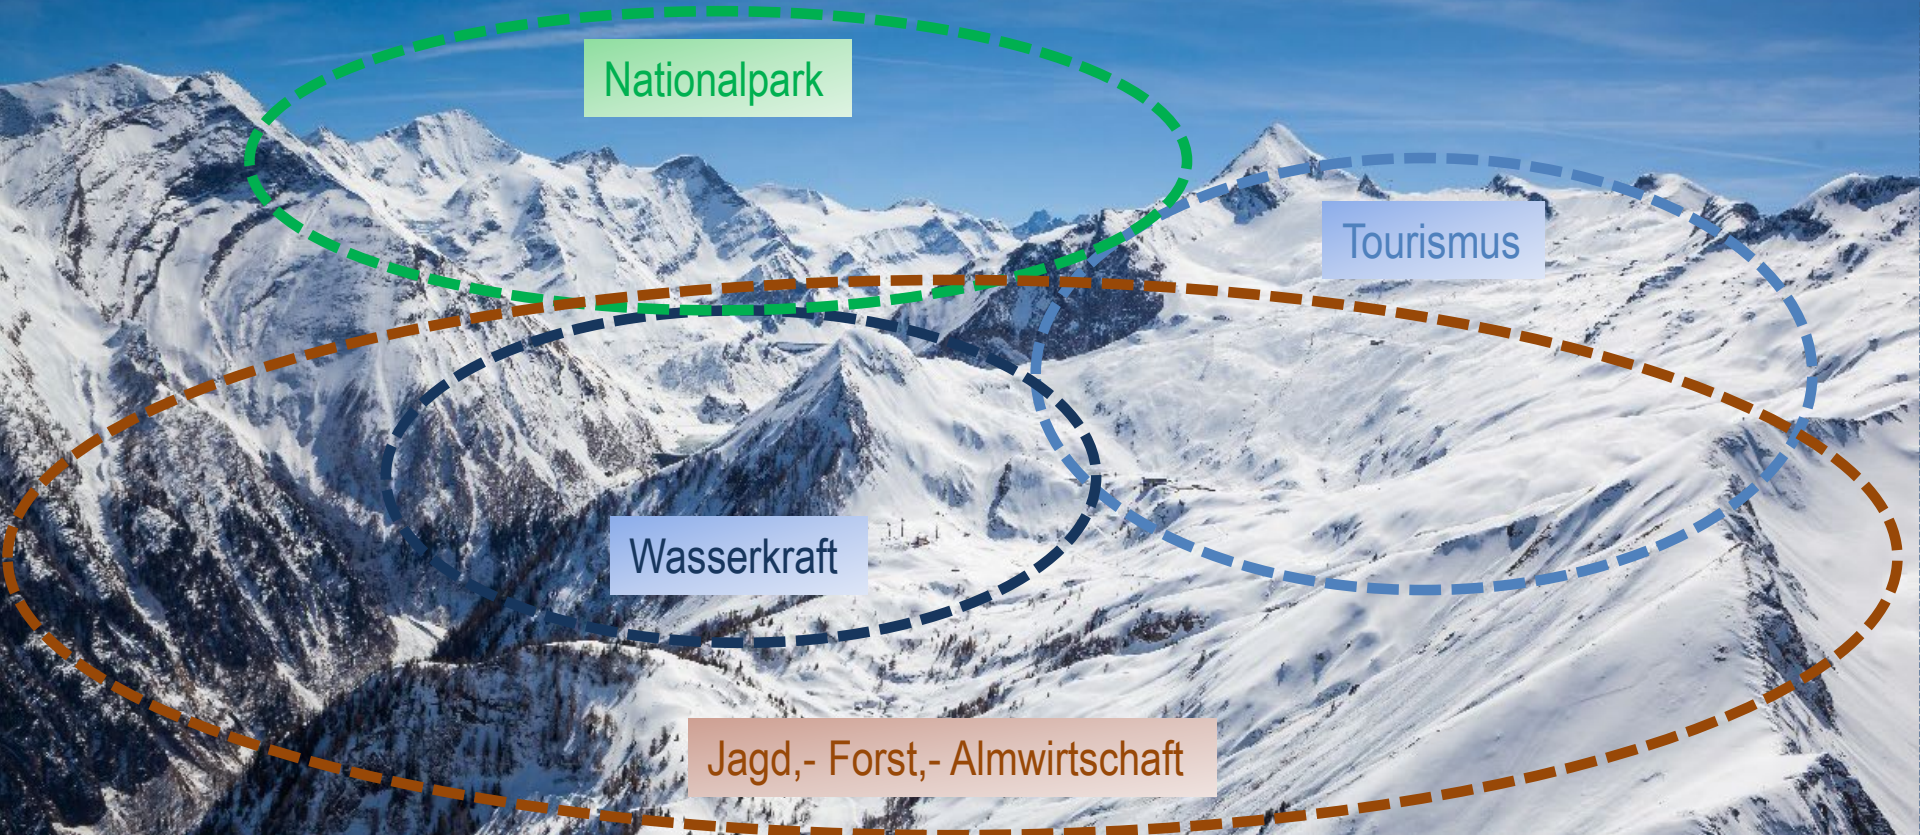 Nationalpark
Tourismus
Wasserkraft
Jagd,- Forst,- Almwirtschaft